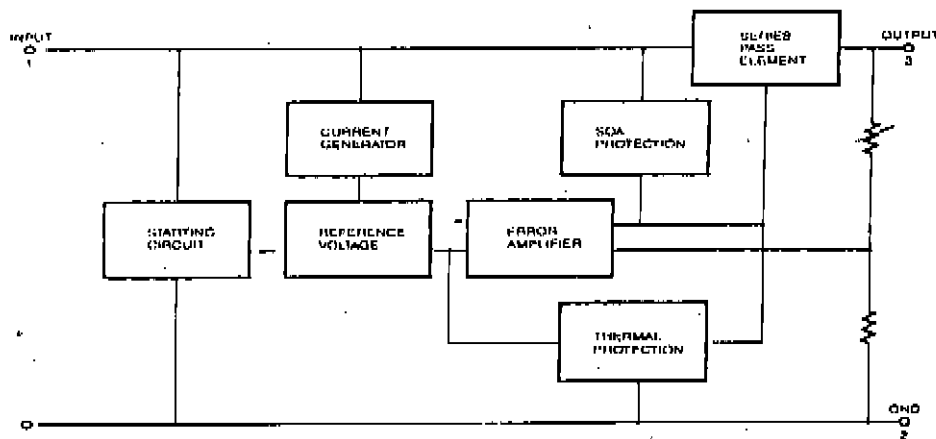 INPUT
1
SERIES
PASS
ELEMENT
OUTPUT
3
CURRENT
GENERATOR
SOA
PROTECTION
STARTING
CIRCUIT
REFERENCE
VOLTAGE
ERROR
AMPLIFIER
THERMAL
PROTECTION
GND
2